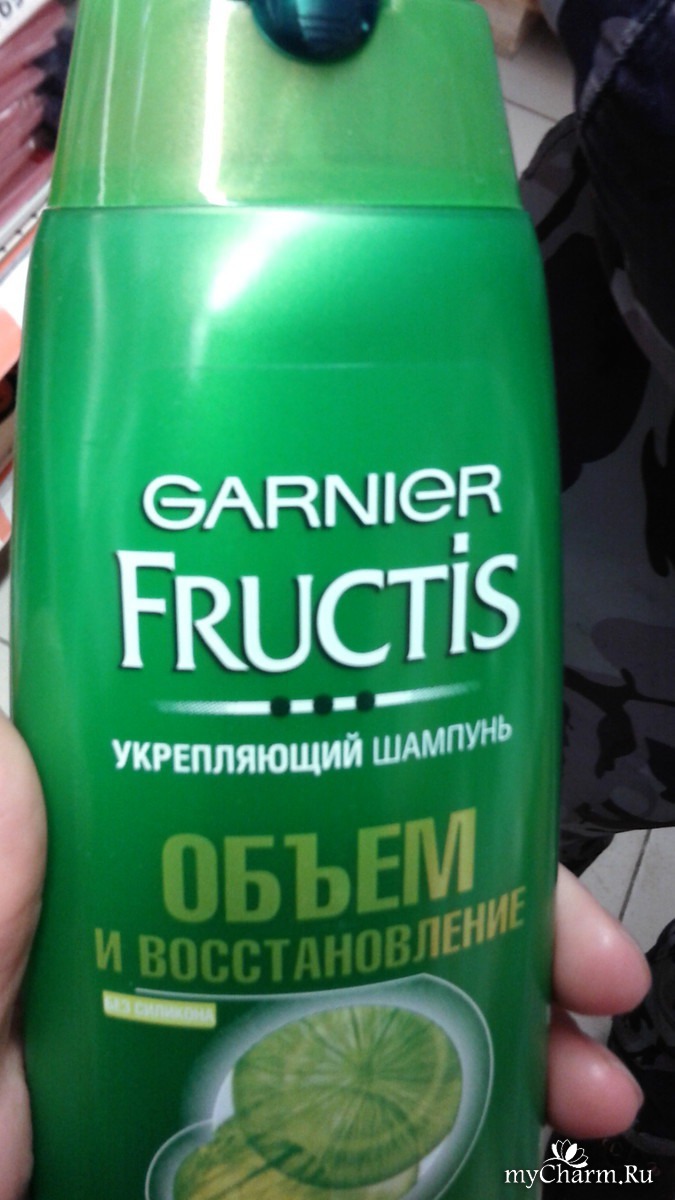 GARNIER
FRUCTiS
УКРЕПЛЯЮЩИЙ ШАМПУНЬ
ОБЪЕМ
И ВОССТАНОВЛЕНИЕ
БЕЗ СИЛИКОНА
myCharm.Ru